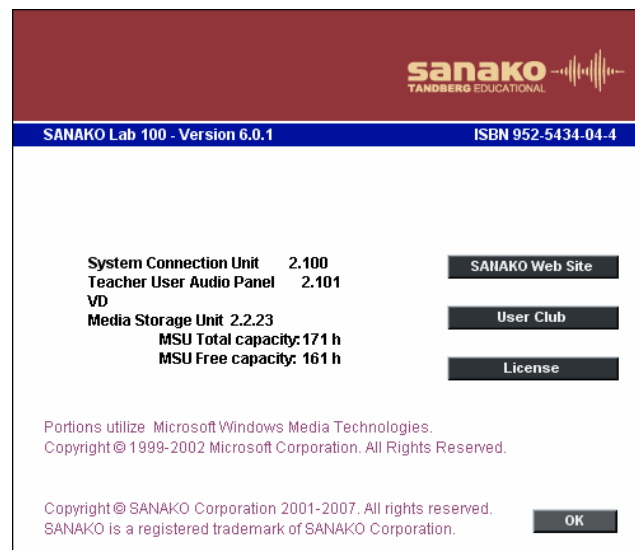 sanako
TANDBERG EDUCATIONAL
SANAKO Lab 100 - Version 6.0.1 ISBN 952-5434-04-4
System Connection Unit 2.100
Teacher User Audio Panel 2.101
VD
Media Storage Unit 2.2.23
MSU Total capacity: 171 h
MSU Free capacity: 161 h
SANAKO Web Site
User Club
License
Portions utilize Microsoft Windows Media Technologies.
Copyright © 1999-2002 Microsoft Corporation. All Rights Reserved.
Copyright © SANAKO Corporation 2001-2007. All rights reserved.
SANAKO is a registered trademark of SANAKO Corporation.
OK